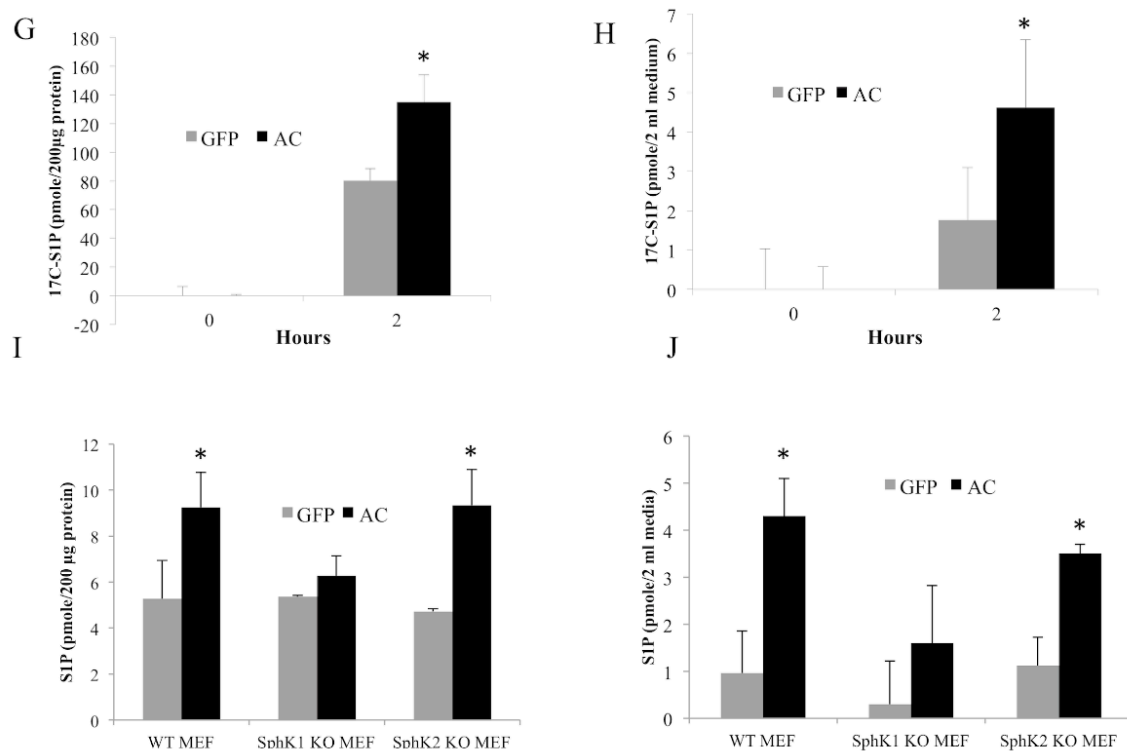 G
17C-S1P (pmole/200µg protein)
180
160
140
120
100
80
60
40
20
0
-20
*
GFP AC
0 2
Hours
H
17C-S1P (pmole/2 ml medium)
7
6
5
4
3
2
1
0
*
GFP AC
0 2
Hours
I
S1P (pmole/200 µg protein)
12
10
8
6
4
2
0
* *
GFP AC
WT MEF SphK1 KO MEF SphK2 KO MEF
J
S1P (pmole/2 ml media)
6
5
4
3
2
1
0
* *
GFP AC
WT MEF SphK1 KO MEF SphK2 KO MEF